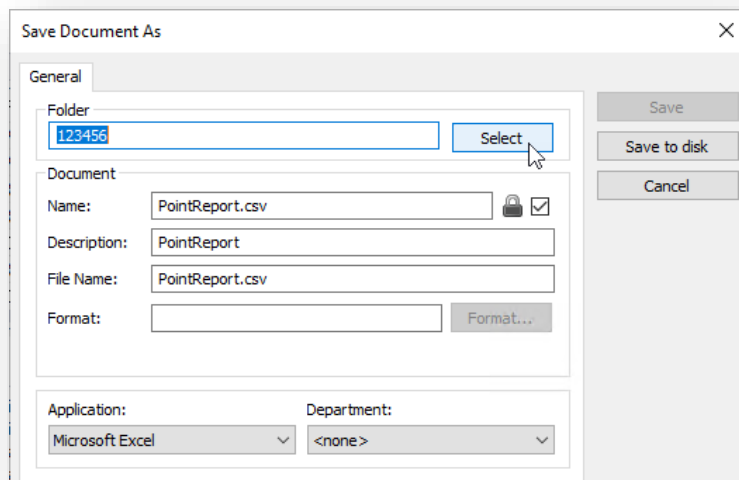 Save Document As
General
Folder
123456
Select
Save
Save to disk
Cancel
Document
Name:
PointReport.csv
Description:
PointReport
File Name:
PointReport.csv
Format:
Format...
Application:
Department:
Microsoft Excel
<none>